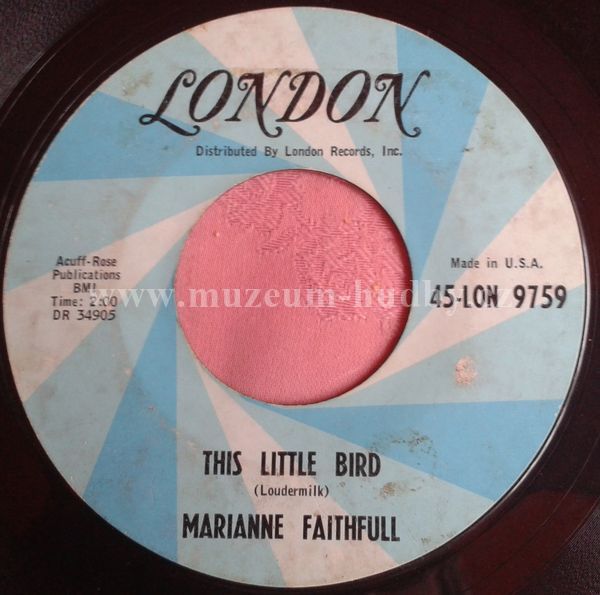 LONDON
Distributed By London Records, Inc.
Acuff-Rose
Publications
BMI
Time: 2:00
DR 34905
Made in U.S.A.
45-LON 9759
www.muzeum-hudby.cz
THIS LITTLE BIRD
(Loudermilk)
MARIANNE FAITHFULL